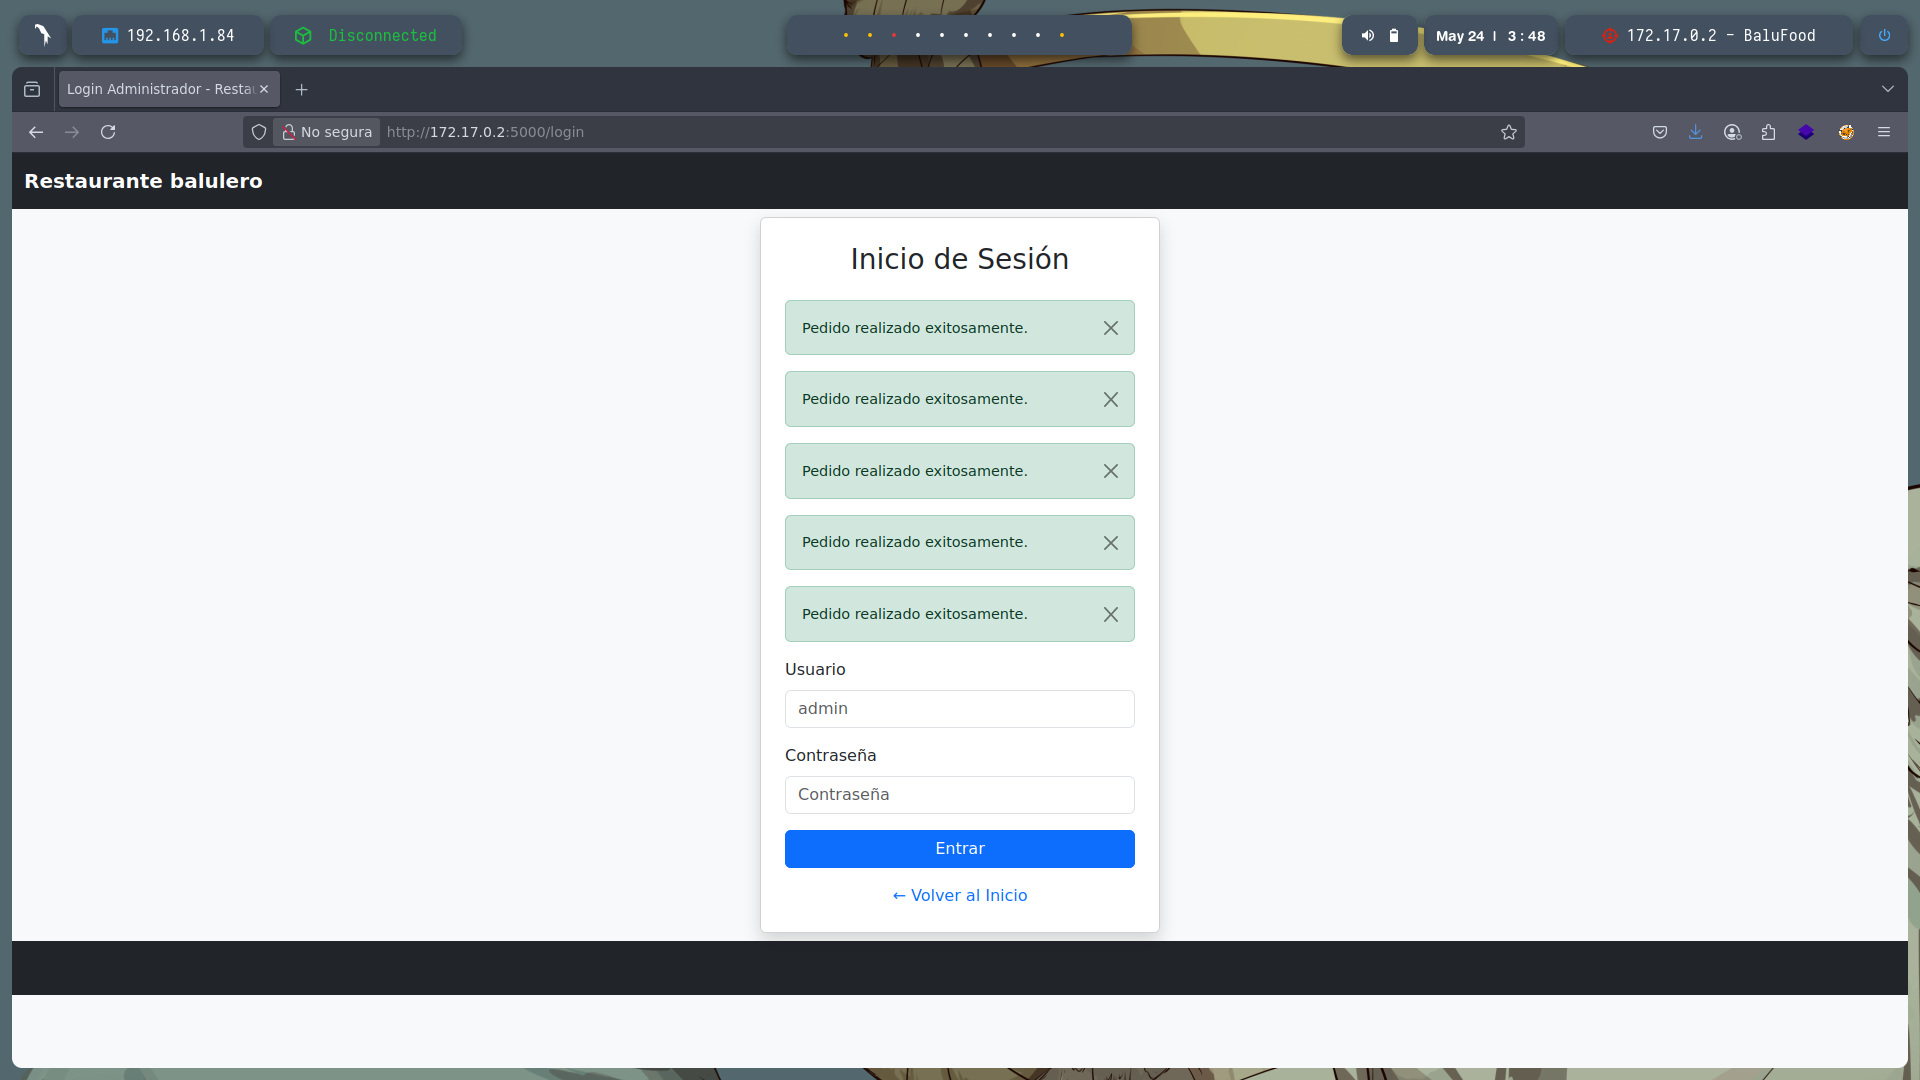 192.168.1.84
Disconnected
May 24 | 3:48
172.17.0.2 - BaluFood
Login Administrador - Resta
No segura
http://172.17.0.2:5000/login
Restaurante balulero
Inicio de Sesión
Pedido realizado exitosamente.
Pedido realizado exitosamente.
Pedido realizado exitosamente.
Pedido realizado exitosamente.
Pedido realizado exitosamente.
Usuario
admin
Contraseña
Contraseña
Entrar
← Volver al Inicio